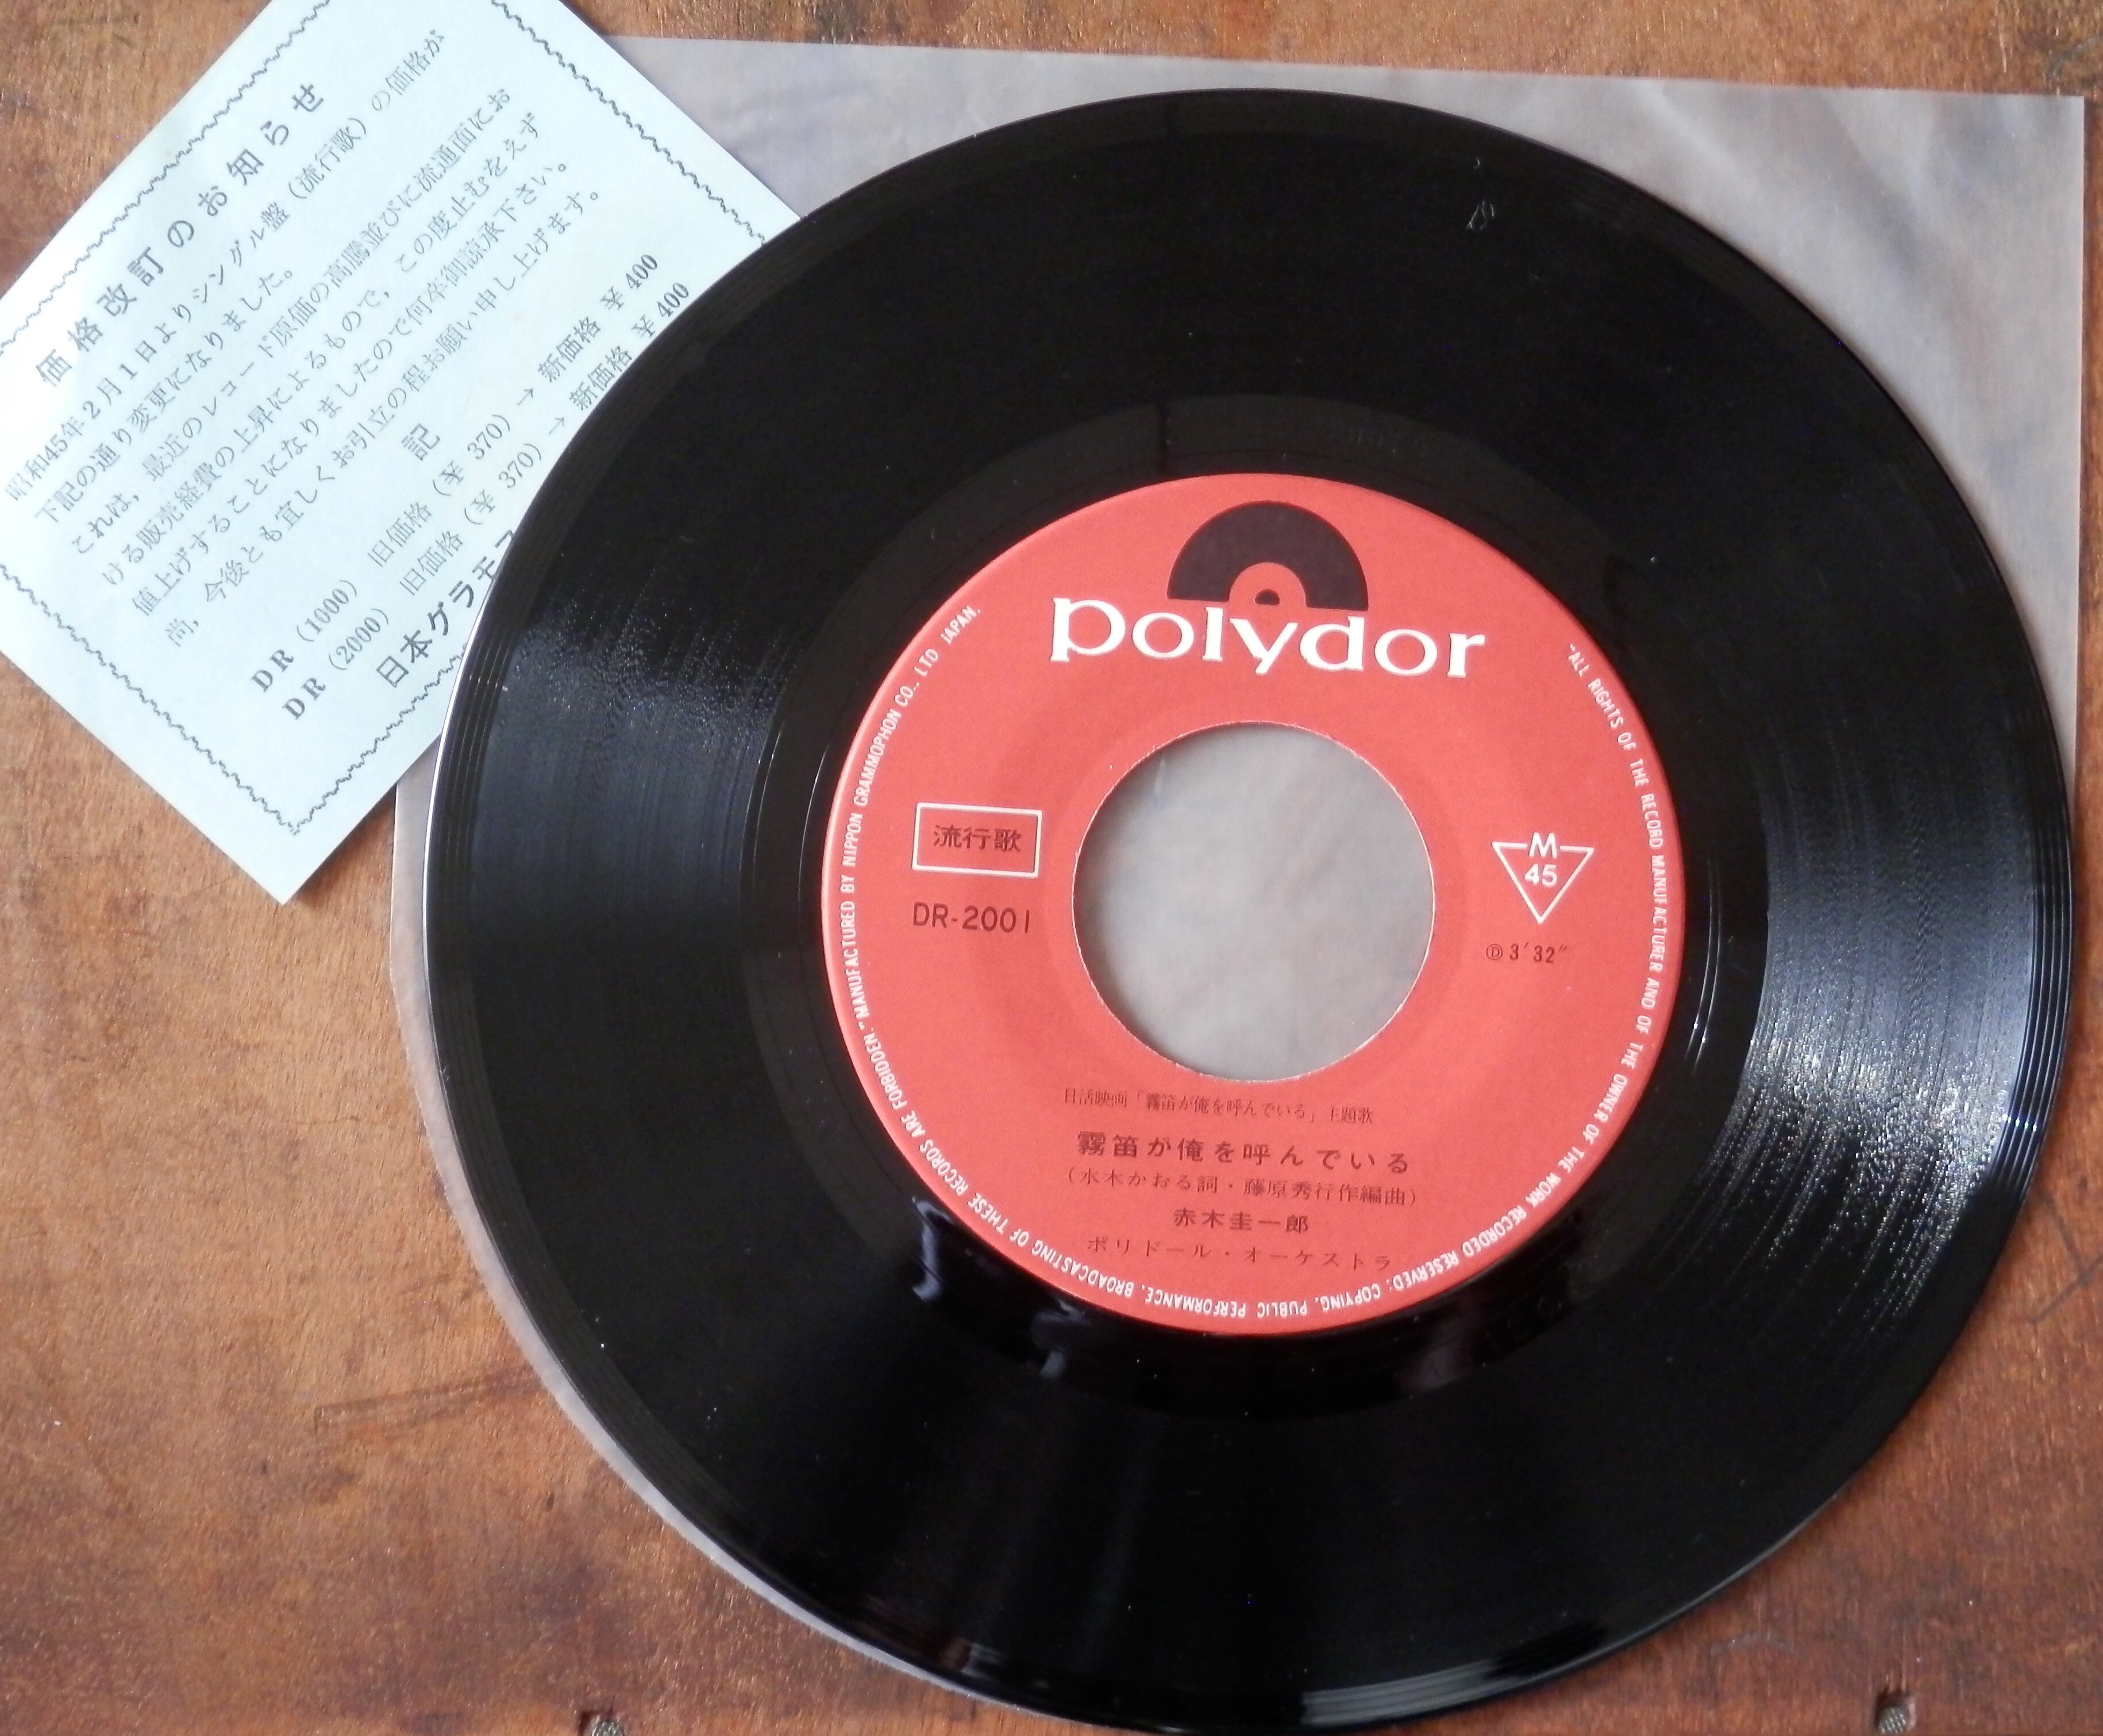 価格改訂のお知らせ
昭和45年2月1日よりシングル盤（流行歌）の価格が
下記の通り変更になりました。
これは，最近のレコード原価の高騰並びに流通面にお
ける販売経費の上昇によるもので，この度止むをえず
値上げすることになりましたので何卒御諒承下さい。
尚，今後とも宜しくお引立の程お願い申し上げます。
記
DR（1000） 旧価格（¥ 370）→ 新価格 ¥ 400
DR（2000） 旧価格（¥ 370）→ 新価格 ¥ 400
日本グラモフ
polydor
流行歌
DR-2001
M
45
Ⓓ 3′32″
日活映画「霧笛が俺を呼んでいる」主題歌
霧笛が俺を呼んでいる
（水木かおる詞・藤原秀行作編曲）
赤木圭一郎
ポリドール・オーケストラ
"ALL RIGHTS OF THE RECORD MANUFACTURER AND OF THE OWNER OF THE WORK RECORDED RESERVED. COPYING. PUBLIC PERFORMANCE. BROADCASTING OF THESE RECORDS ARE FORBIDDEN." MANUFACTURED BY NIPPON GRAMMOPHON CO., LTD JAPAN.